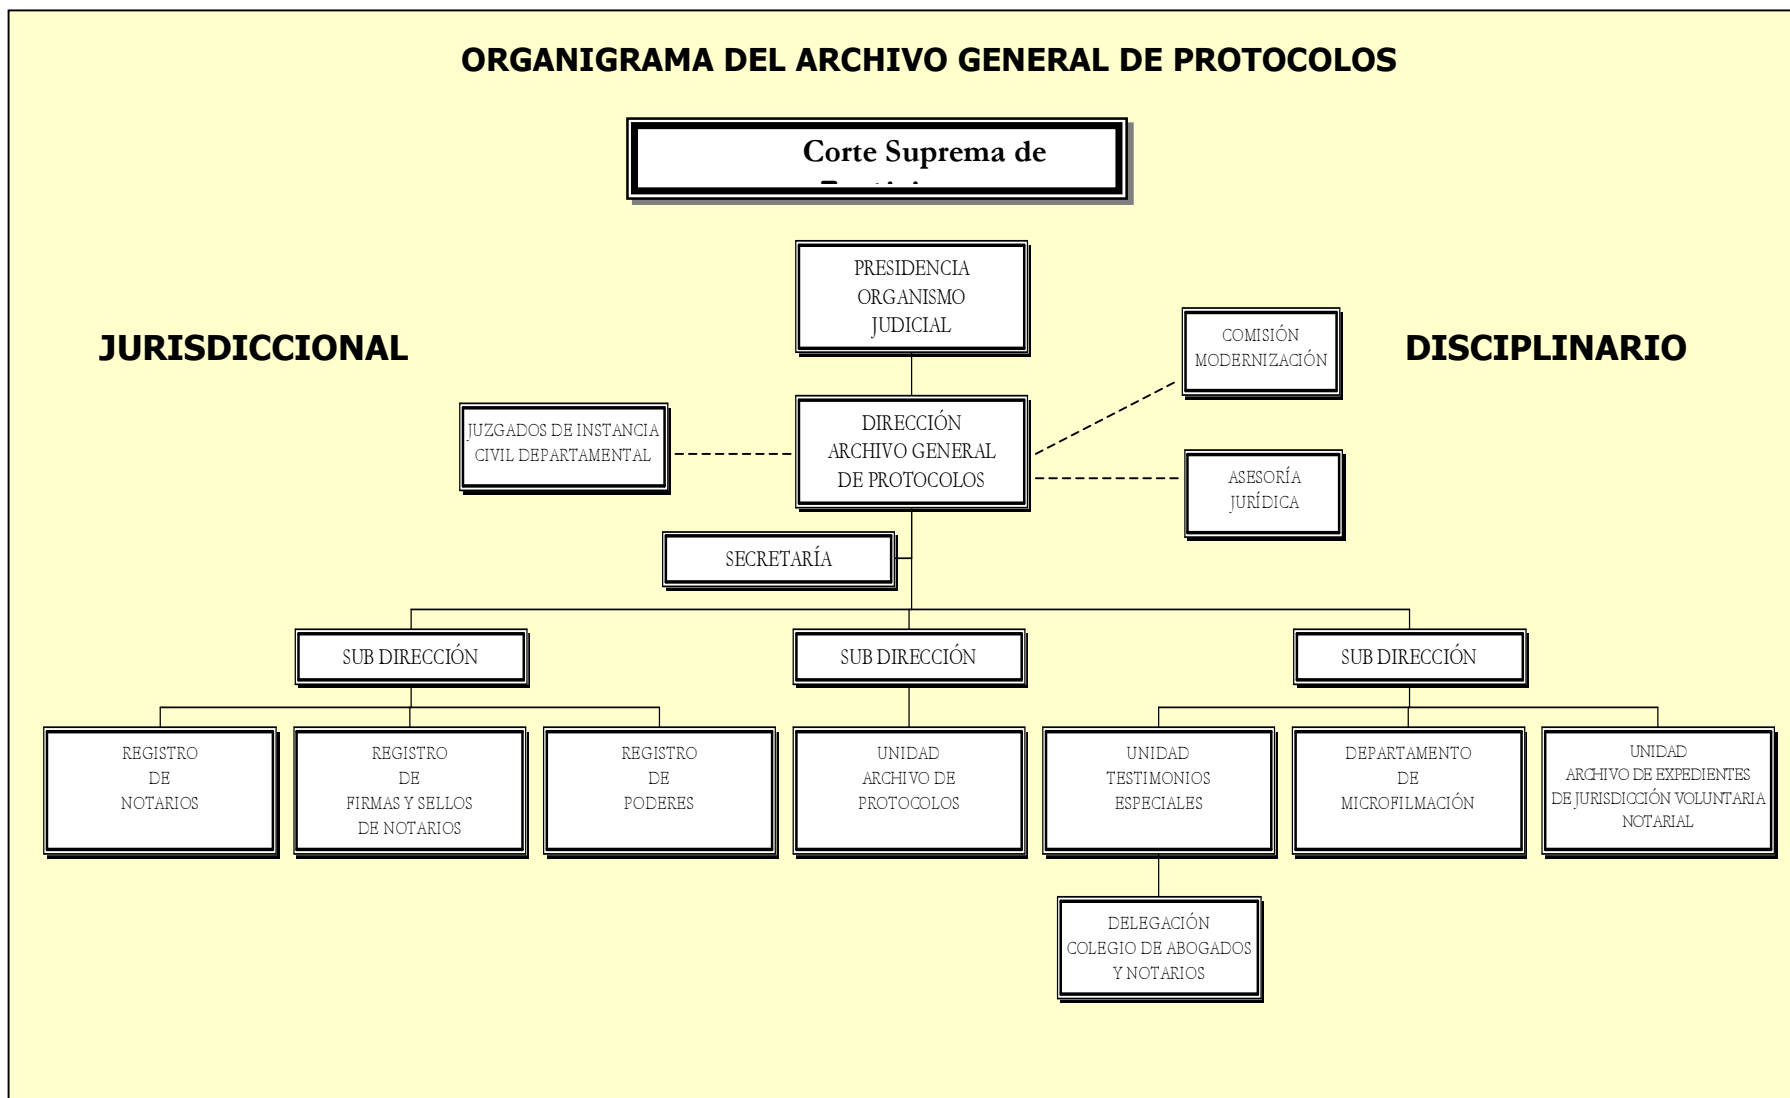 ORGANIGRAMA DEL ARCHIVO GENERAL DE PROTOCOLOS
Corte Suprema de
PRESIDENCIA
ORGANISMO
JUDICIAL
JURISDICCIONAL
DISCIPLINARIO
COMISIÓN
MODERNIZACIÓN
JUZGADOS DE INSTANCIA
CIVIL DEPARTAMENTAL
DIRECCIÓN
ARCHIVO GENERAL
DE PROTOCOLOS
ASESORÍA
JURÍDICA
SECRETARÍA
SUB DIRECCIÓN
SUB DIRECCIÓN
SUB DIRECCIÓN
REGISTRO
DE
NOTARIOS
REGISTRO
DE
FIRMAS Y SELLOS
DE NOTARIOS
REGISTRO
DE
PODERES
UNIDAD
ARCHIVO DE
PROTOCOLOS
UNIDAD
TESTIMONIOS
ESPECIALES
DEPARTAMENTO
DE
MICROFILMACIÓN
UNIDAD
ARCHIVO DE EXPEDIENTES
DE JURISDICCIÓN VOLUNTARIA
NOTARIAL
DELEGACIÓN
COLEGIO DE ABOGADOS
Y NOTARIOS